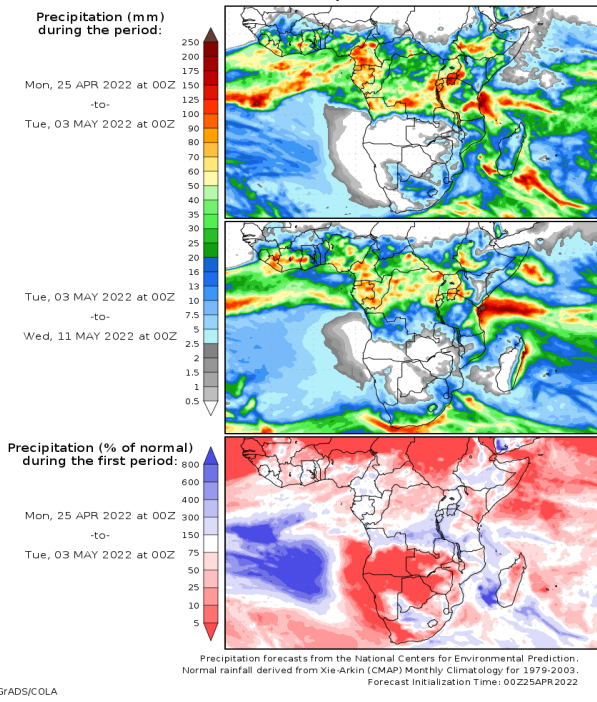 Precipitation (mm)
during the period:
250
200
175
150
125
100
90
80
70
60
50
40
35
30
25
20
16
13
10
7.5
5
2.5
2
1.5
1
0.5
Mon, 25 APR 2022 at 00Z
-to-
Tue, 03 MAY 2022 at 00Z
Tue, 03 MAY 2022 at 00Z
-to-
Wed, 11 MAY 2022 at 00Z
Precipitation (% of normal)
during the first period:
800
600
400
300
150
75
50
25
10
5
Mon, 25 APR 2022 at 00Z
-to-
Tue, 03 MAY 2022 at 00Z
Precipitation forecasts from the National Centers for Environmental Prediction.
Normal rainfall derived from Xie-Arkin (CMAP) Monthly Climatology for 1979-2003.
Forecast Initialization Time: 00Z25APR2022
GrADS/COLA